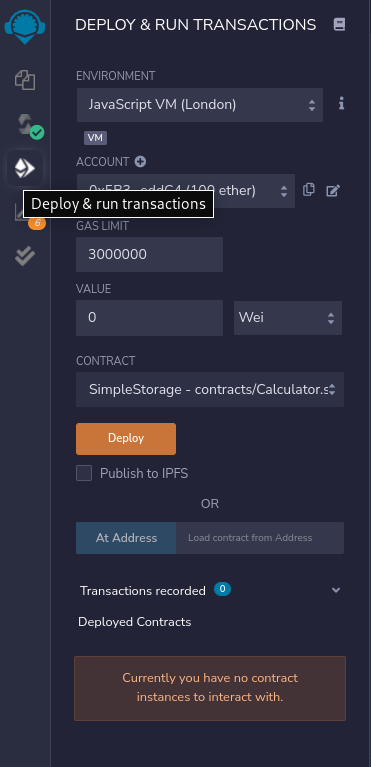 DEPLOY & RUN TRANSACTIONS
ENVIRONMENT
JavaScript VM (London)
VM
ACCOUNT
(100 ether)
Deploy & run transactions
6
GAS LIMIT
3000000
VALUE
0 Wei
CONTRACT
SimpleStorage - contracts/Calculator.s
Deploy
Publish to IPFS
OR
At Address Load contract from Address
Transactions recorded 0
Deployed Contracts
Currently you have no contract
instances to interact with.